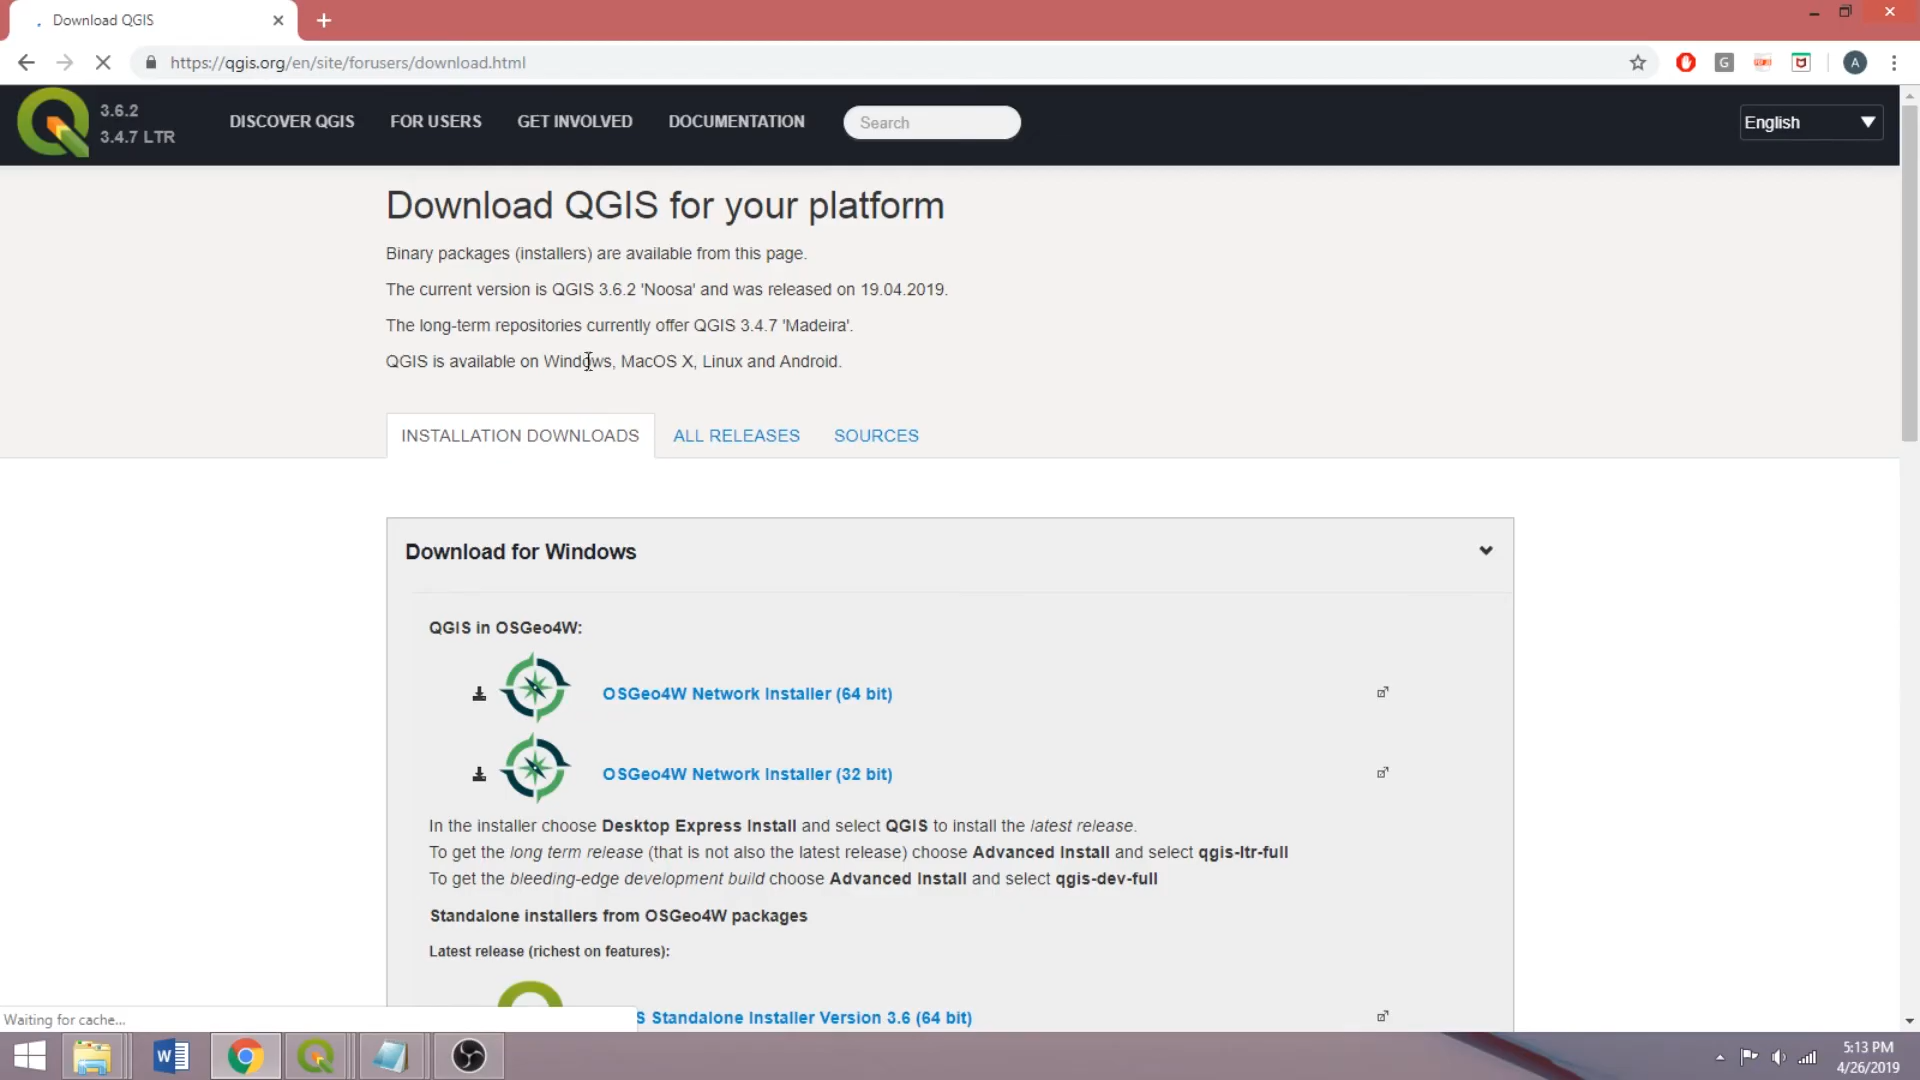 Download QGIS
https://qgis.org/en/site/forusers/download.html
G
A
3.6.2
3.4.7 LTR
DISCOVER QGIS
FOR USERS
GET INVOLVED
DOCUMENTATION
Search
English
Download QGIS for your platform
Binary packages (installers) are available from this page.
The current version is QGIS 3.6.2 'Noosa' and was released on 19.04.2019.
The long-term repositories currently offer QGIS 3.4.7 'Madeira'.
QGIS is available on Windows, MacOS X, Linux and Android.
INSTALLATION DOWNLOADS
ALL RELEASES
SOURCES
Download for Windows
QGIS in OSGeo4W:
OSGeo4W Network Installer (64 bit)
OSGeo4W Network Installer (32 bit)
In the installer choose Desktop Express Install and select QGIS to install the latest release.
To get the long term release (that is not also the latest release) choose Advanced Install and select qgis-ltr-full
To get the bleeding-edge development build choose Advanced Install and select qgis-dev-full
Standalone installers from OSGeo4W packages
Latest release (richest on features):
S Standalone Installer Version 3.6 (64 bit)
Waiting for cache...
W
5:13 PM
4/26/2019